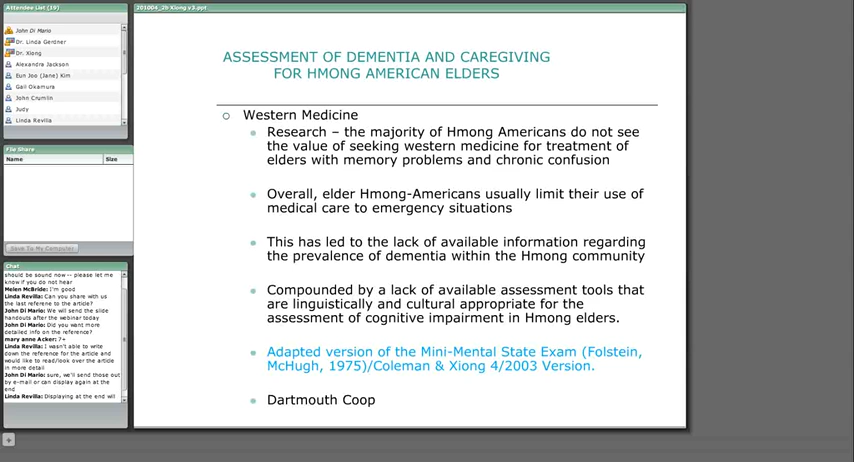 Attendee List (19)
John Di Mario
Dr. Linda Gerdner
Dr. Xiong
Alexandra Jackson
Eun Joo (Jane) Kim
Gail Okamura
John Crumlin
Judy
Linda Revilla
File Share
Name Size
Save To My Computer
Chat
should be sound now -- please let me
know if you do not hear
Melen McBride: I'm good
Linda Revilla: Can you share with us
the last referene to the article?
John Di Mario: We will send the slide
handouts after the webinar today
John Di Mario: Did you want more
detailed info on the reference?
mary anne Acker: ?+
Linda Revilla: I wasn't able to write
down the reference for the article and
would like to read/look over the article
in more detail
John Di Mario: sure, we'll send those out
by e-mail or can display again at the
end
Linda Revilla: Displaying at the end will
201004_2b Xiong v3.ppt
ASSESSMENT OF DEMENTIA AND CAREGIVING
FOR HMONG AMERICAN ELDERS
Western Medicine
Research – the majority of Hmong Americans do not see
the value of seeking western medicine for treatment of
elders with memory problems and chronic confusion
Overall, elder Hmong-Americans usually limit their use of
medical care to emergency situations
This has led to the lack of available information regarding
the prevalence of dementia within the Hmong community
Compounded by a lack of available assessment tools that
are linguistically and cultural appropriate for the
assessment of cognitive impairment in Hmong elders.
Adapted version of the Mini-Mental State Exam (Folstein,
McHugh, 1975)/Coleman & Xiong 4/2003 Version.
Dartmouth Coop